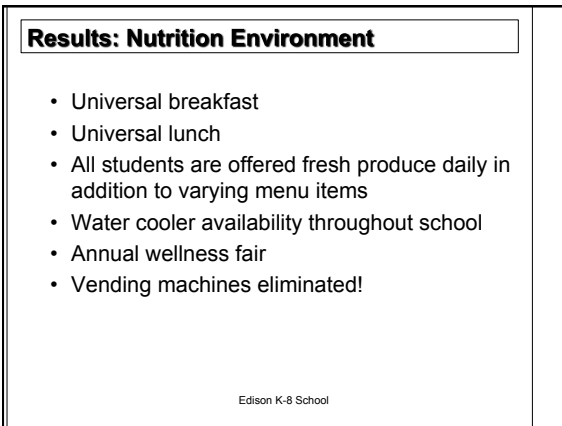 Results: Nutrition Environment
• Universal breakfast
• Universal lunch
• All students are offered fresh produce daily in
addition to varying menu items
• Water cooler availability throughout school
• Annual wellness fair
• Vending machines eliminated!
Edison K-8 School